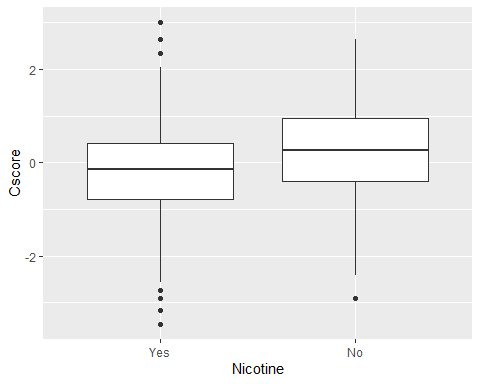 Cscore
2
0
-2
Yes No
Nicotine